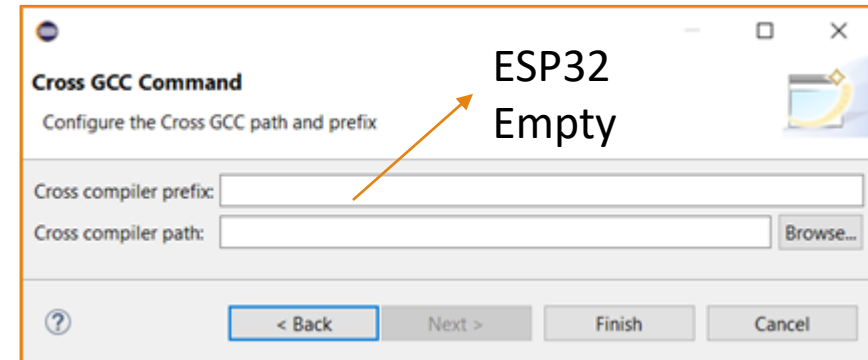 Cross GCC Command
Configure the Cross GCC path and prefix
ESP32
Empty
Cross compiler prefix:
Cross compiler path:
Browse...
?
< Back
Next >
Finish
Cancel